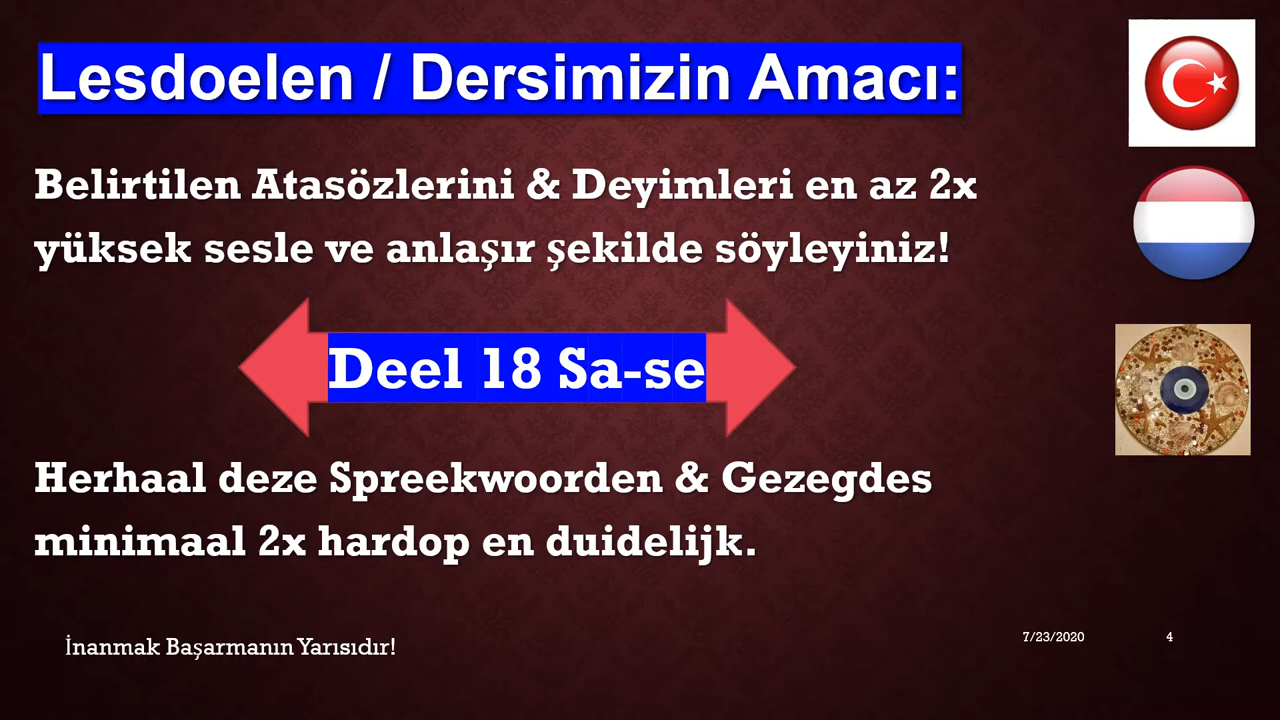 Lesdoelen / Dersimizin Amacı:
Belirtilen Atasözlerini & Deyimleri en az 2x
yüksek sesle ve anlaşır şekilde söyleyiniz!
Deel 18 Sa-se
Herhaal deze Spreekwoorden & Gezegdes
minimaal 2x hardop en duidelijk.
İnanmak Başarmanın Yarısıdır!
7/23/2020
4